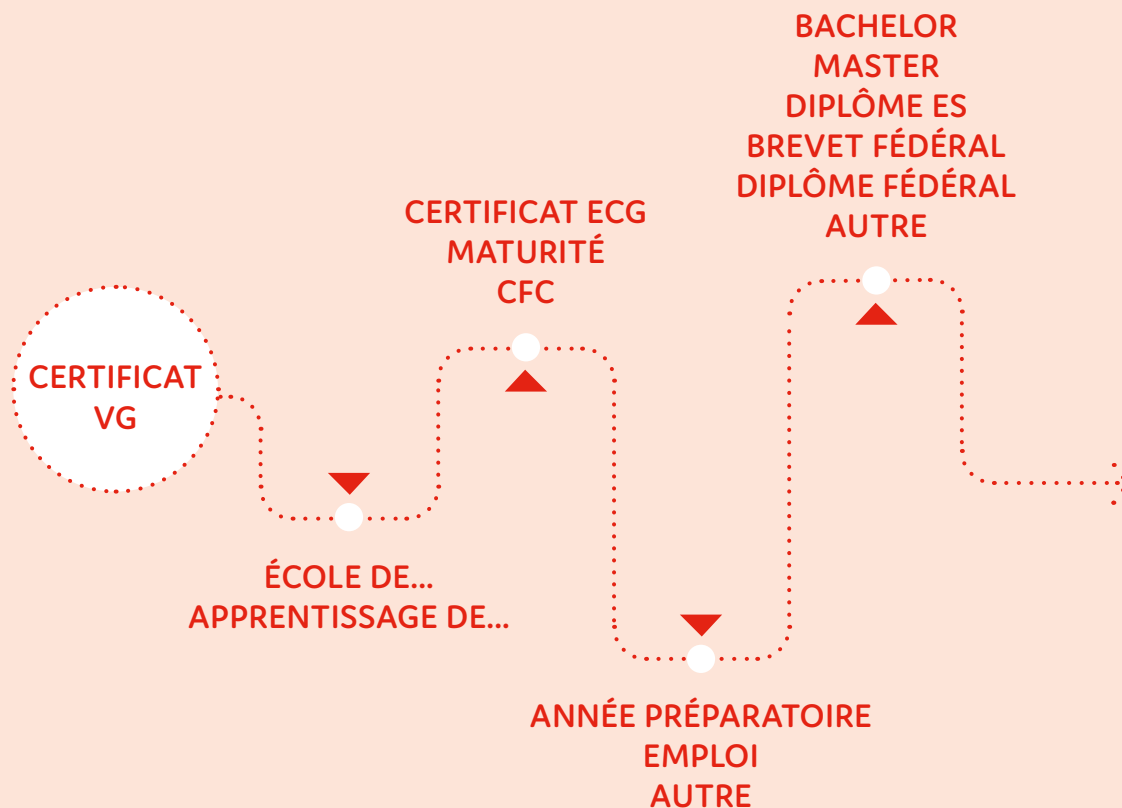 CERTIFICAT
VG
ÉCOLE DE...
APPRENTISSAGE DE...
CERTIFICAT ECG
MATURITÉ
CFC
ANNÉE PRÉPARATOIRE
EMPLOI
AUTRE
BACHELOR
MASTER
DIPLÔME ES
BREVET FÉDÉRAL
DIPLÔME FÉDÉRAL
AUTRE